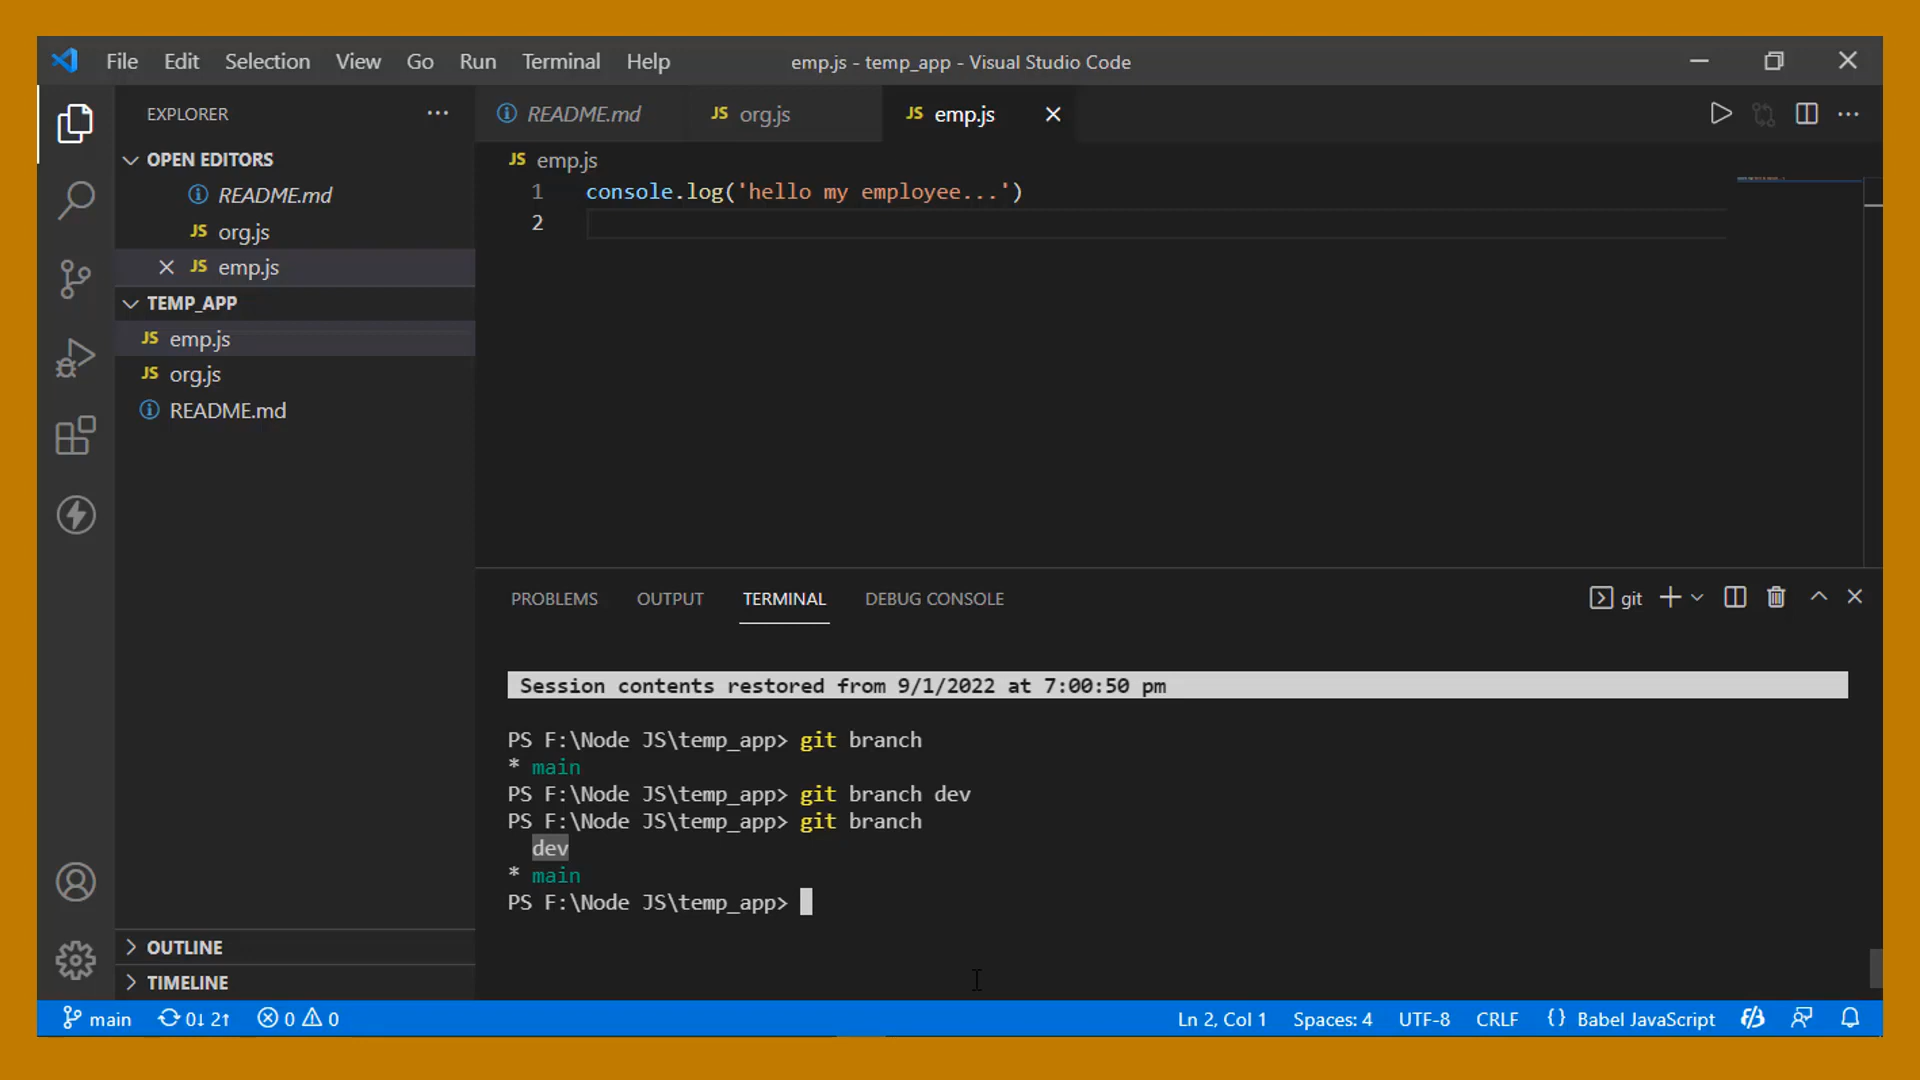 File Edit Selection View Go Run Terminal Help emp.js - temp_app - Visual Studio Code
EXPLORER
README.md JS org.js JS emp.js
OPEN EDITORS
README.md
JS org.js
JS emp.js
TEMP_APP
JS emp.js
JS org.js
README.md
OUTLINE
TIMELINE
JS emp.js
1 console.log('hello my employee...')
2
PROBLEMS OUTPUT TERMINAL DEBUG CONSOLE git
Session contents restored from 9/1/2022 at 7:00:50 pm
PS F:\Node JS\temp_app> git branch
* main
PS F:\Node JS\temp_app> git branch dev
PS F:\Node JS\temp_app> git branch
dev
* main
PS F:\Node JS\temp_app>
main 0↓ 2↑ 0 0 Ln 2, Col 1 Spaces: 4 UTF-8 CRLF {} Babel JavaScript